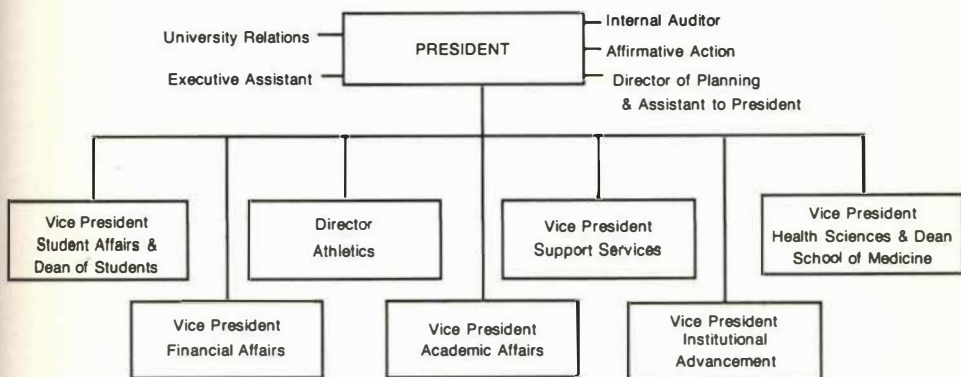 University Relations
Executive Assistant
PRESIDENT
Internal Auditor
Affirmative Action
Director of Planning
& Assistant to President
Vice President
Student Affairs &
Dean of Students
Director
Athletics
Vice President
Support Services
Vice President
Health Sciences & Dean
School of Medicine
Vice President
Financial Affairs
Vice President
Academic Affairs
Vice President
Institutional
Advancement